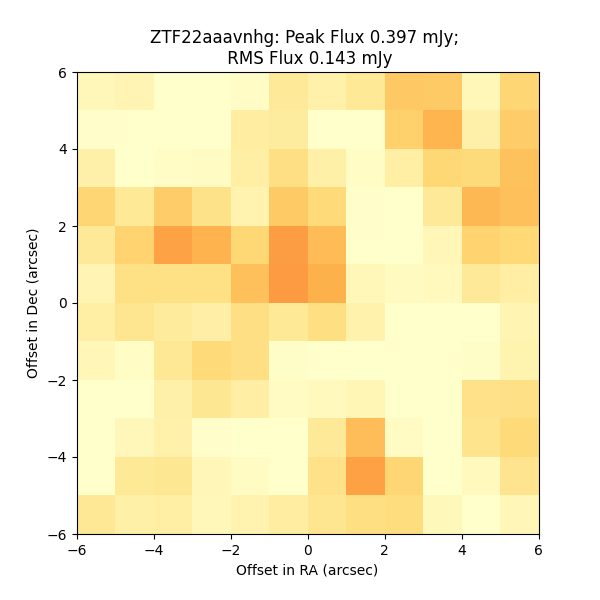 ZTF22aaavnhg: Peak Flux 0.397 mJy;
RMS Flux 0.143 mJy
6
4
2
0
−2
−4
−6
Offset in Dec (arcsec)
−6 −4 −2 0 2 4 6
Offset in RA (arcsec)